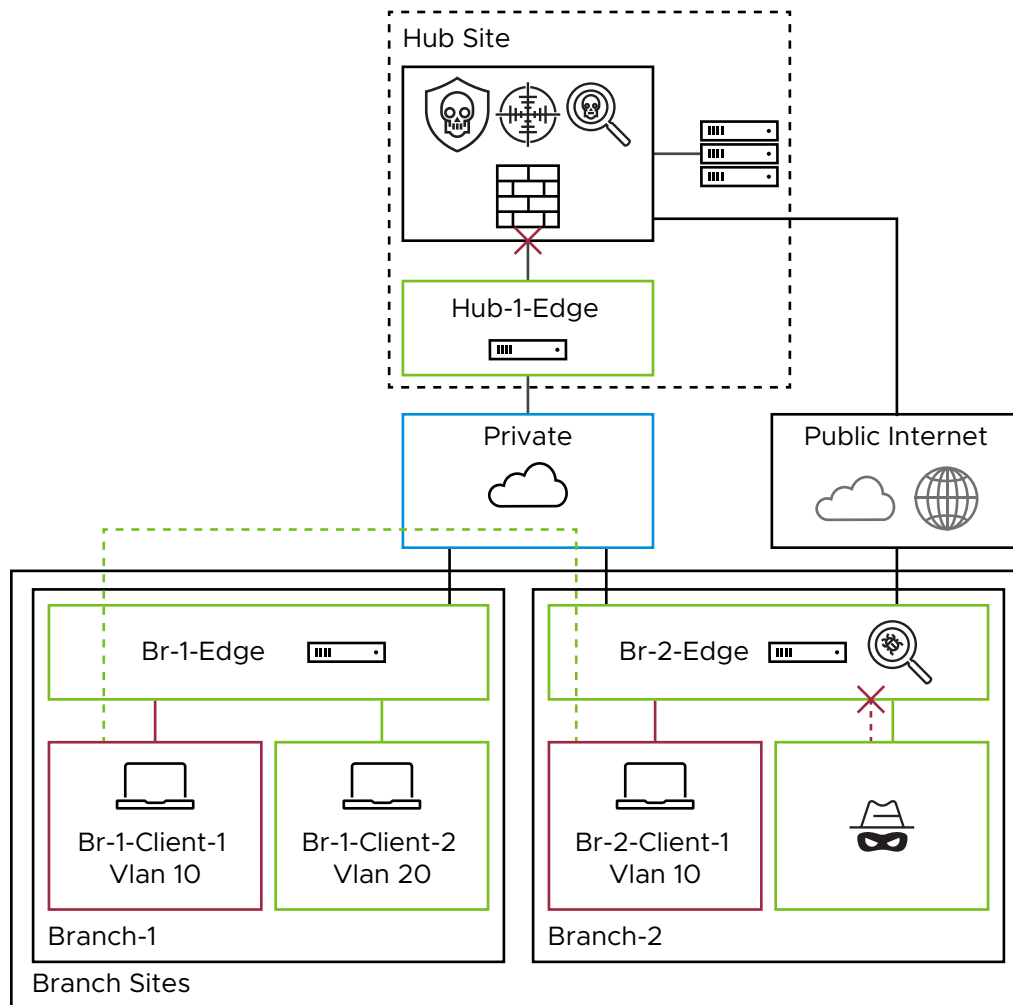 Hub Site
Hub-1-Edge
Private
Public Internet
Br-1-Edge
Br-2-Edge
Br-1-Client-1
Vlan 10
Br-1-Client-2
Vlan 20
Br-2-Client-1
Vlan 10
Branch-1
Branch-2
Branch Sites